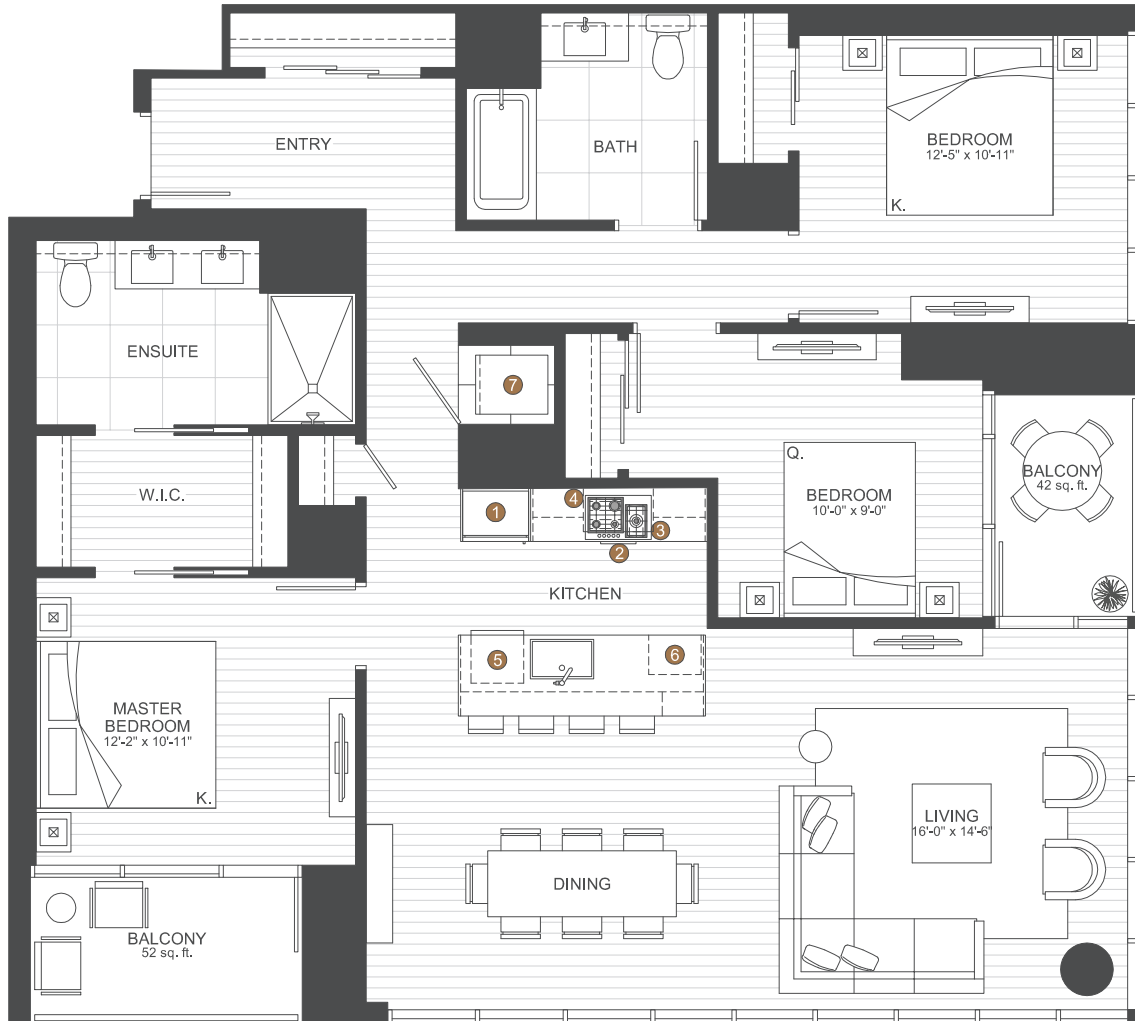 ENTRY
BATH
BEDROOM
12'-5" x 10'-11"
K.
ENSUITE
7
W.I.C.
Q.
BEDROOM
10'-0" x 9'-0"
BALCONY
42 sq. ft.
1
4
3
2
KITCHEN
5
6
MASTER
BEDROOM
12'-2" x 10'-11"
K.
LIVING
16'-0" x 14'-6"
DINING
BALCONY
52 sq. ft.